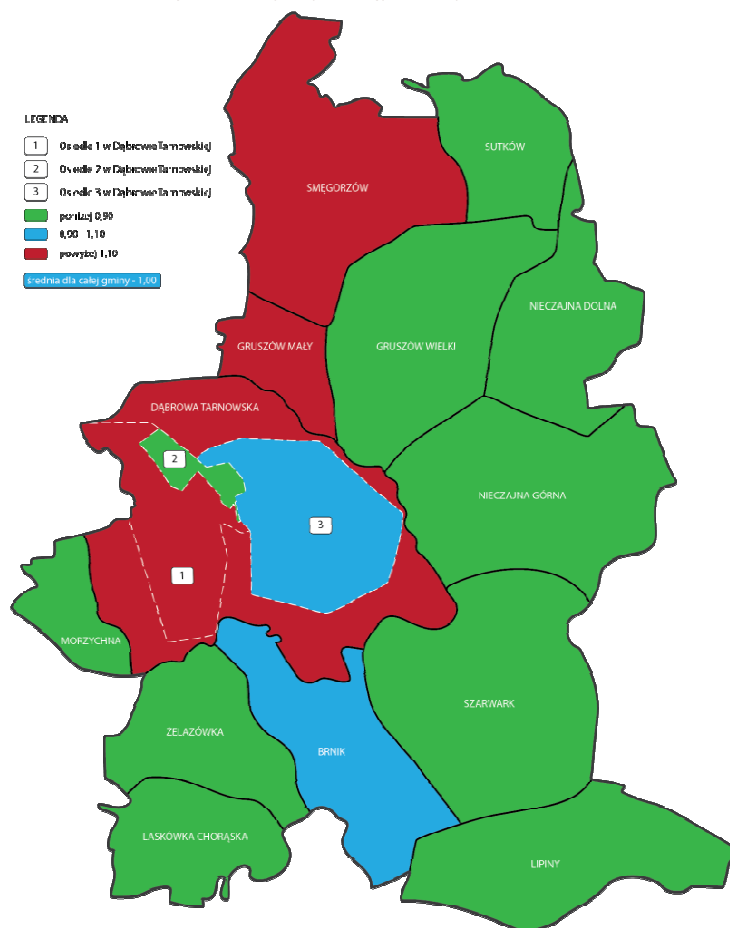 LEGENDA
1 Osiedle 1 w Dąbrowie Tarnowskiej
2 Osiedle 2 w Dąbrowie Tarnowskiej
3 Osiedle 3 w Dąbrowie Tarnowskiej
poniżej 0,90
0,90 - 1,10
powyżej 1,10
średnia dla całej gminy - 1,00
SUTKÓW
SMĘGORZÓW
NIECZAJNA DOLNA
GRUSZÓW MAŁY
GRUSZÓW WIELKI
DĄBROWA TARNOWSKA
2
NIECZAJNA GÓRNA
3
1
MORZYCHNA
SZARWARK
ŻELAZÓWKA
BRNIK
LASKÓWKA CHORĄSKA
LIPINY